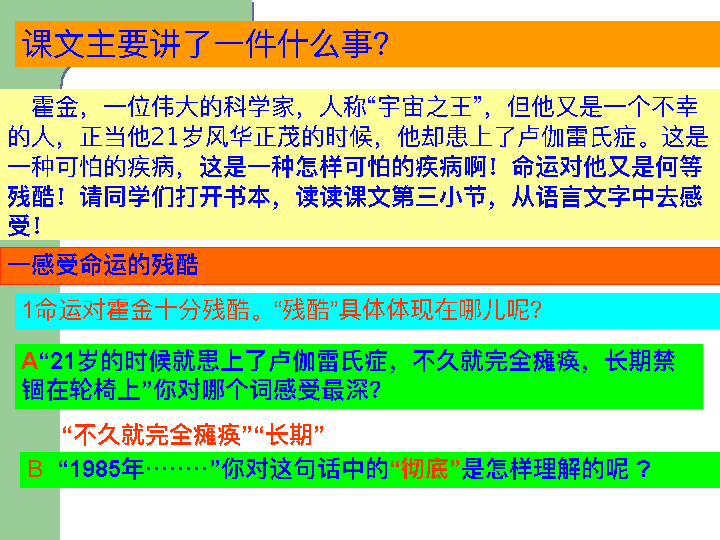 课文主要讲了一件什么事?
霍金，一位伟大的科学家，人称“宇宙之王”，但他又是一个不幸
的人，正当他21岁风华正茂的时候，他却患上了卢伽雷氏症。这是
一种可怕的疾病，这是一种怎样可怕的疾病啊！命运对他又是何等
残酷！请同学们打开书本，读读课文第三小节，从语言文字中去感
受！
一感受命运的残酷
1命运对霍金十分残酷。“残酷”具体体现在哪儿呢?
A“21岁的时候就患上了卢伽雷氏症，不久就完全瘫痪，长期禁
锢在轮椅上”你对哪个词感受最深?
“不久就完全瘫痪”“长期”
B “1985年········”你对这句话中的“彻底”是怎样理解的呢？